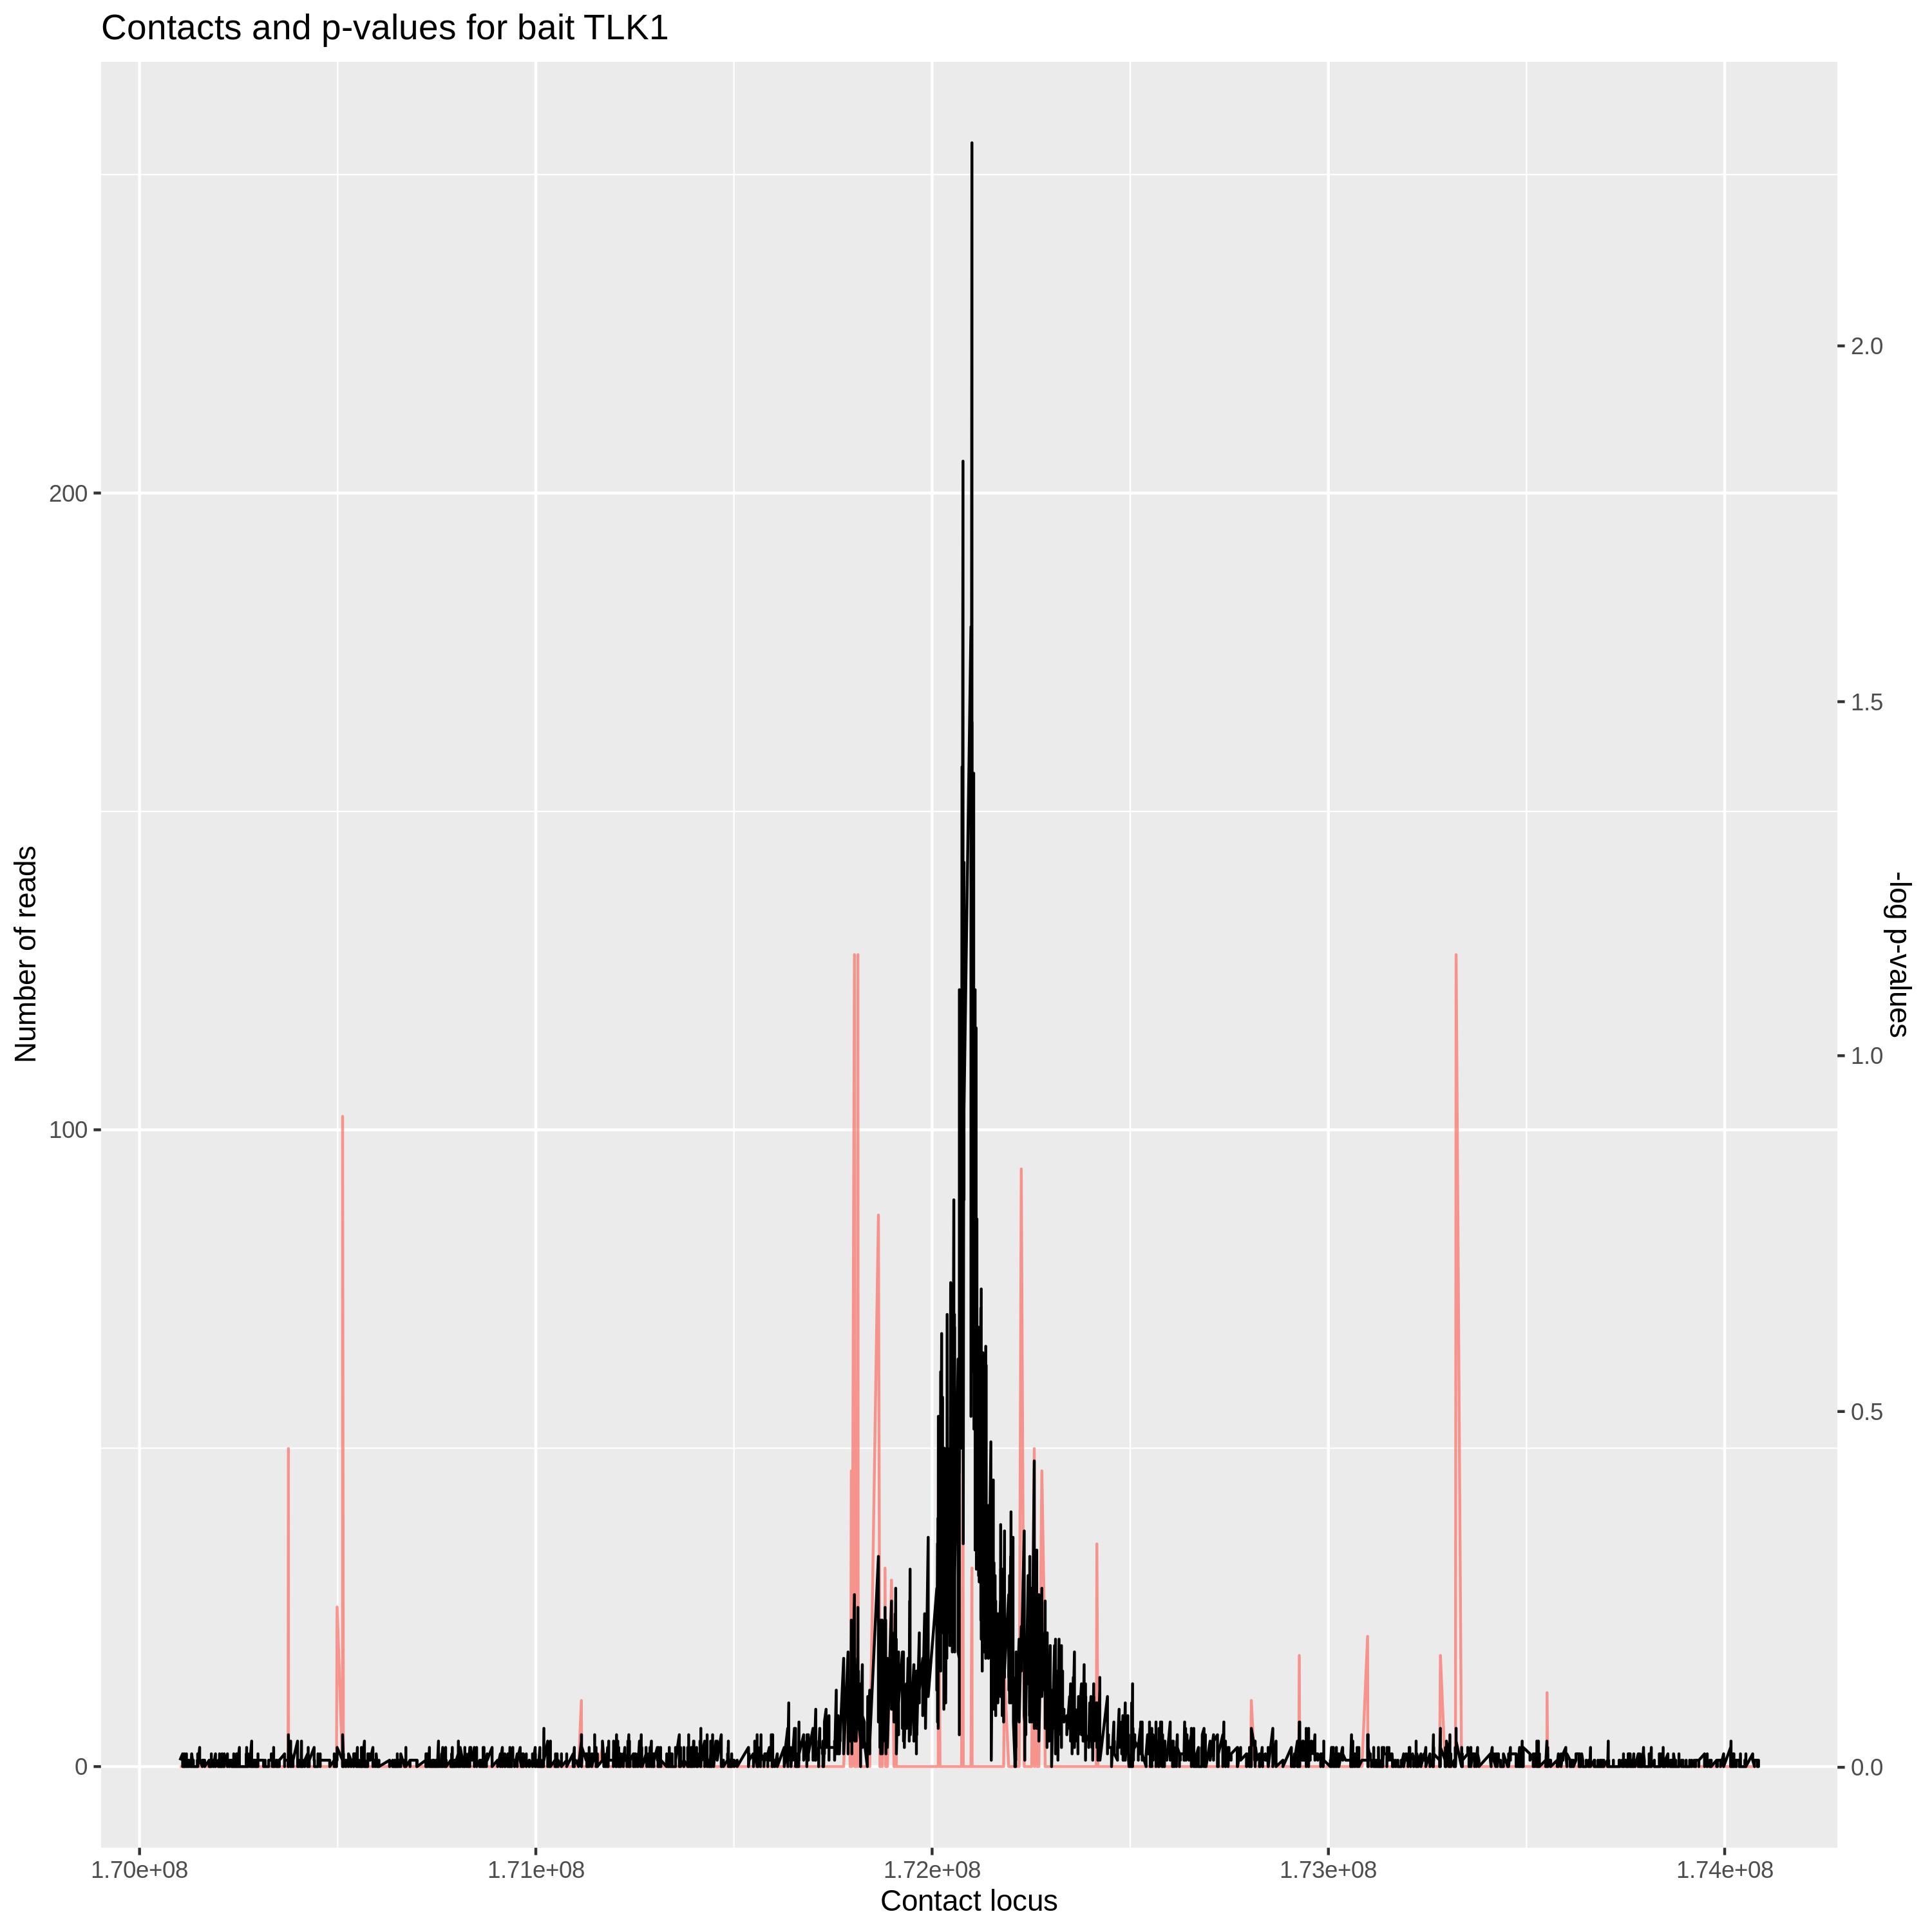 Contacts and p-values for bait TLK1
Number of reads
200
100
0
2.0
1.5
1.0
0.5
0.0
-log p-values
1.70e+08 1.71e+08 1.72e+08 1.73e+08 1.74e+08
Contact locus